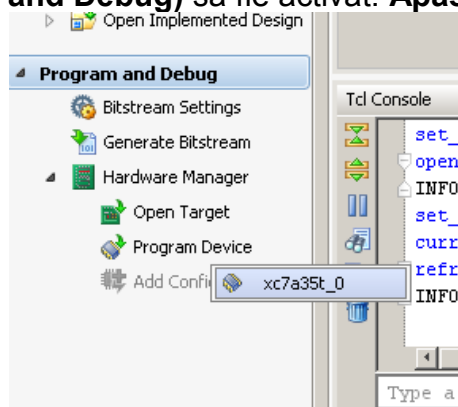 and Debug) să fie activat. Apăs
Open Implemented Design
Program and Debug
Bitstream Settings
Generate Bitstream
Hardware Manager
Open Target
Program Device
Add Confi
xc7a35t_0
Tcl Console
set_
open
INFO
set_
curr
refr
INFO
Type a